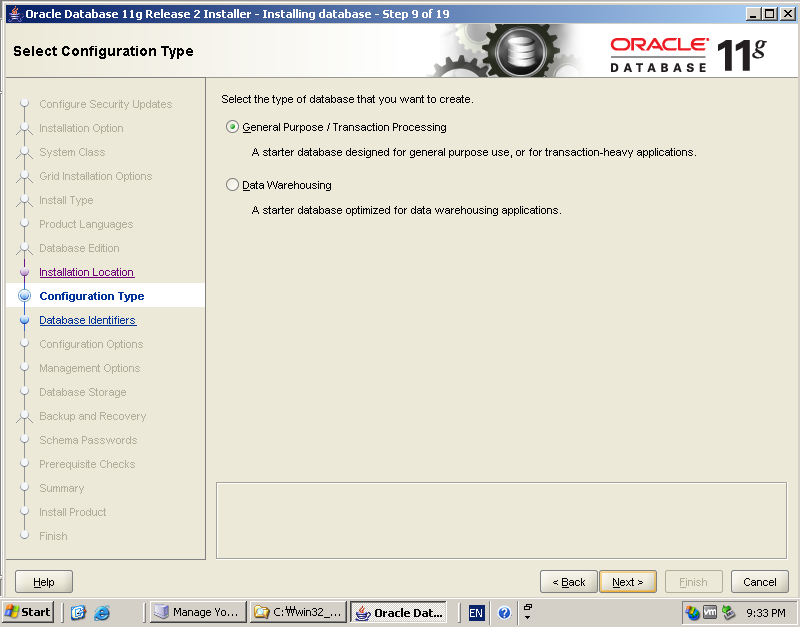 Oracle Database 11g Release 2 Installer - Installing database - Step 9 of 19
Select Configuration Type
ORACLE
DATABASE
11g
Configure Security Updates
Installation Option
System Class
Grid Installation Options
Install Type
Product Languages
Database Edition
Installation Location
Configuration Type
Database Identifiers
Configuration Options
Management Options
Database Storage
Backup and Recovery
Schema Passwords
Prerequisite Checks
Summary
Install Product
Finish
Select the type of database that you want to create.
General Purpose / Transaction Processing
A starter database designed for general purpose use, or for transaction-heavy applications.
Data Warehousing
A starter database optimized for data warehousing applications.
Help
< Back
Next >
Finish
Cancel
Start
Manage Yo...
C:₩win32_...
Oracle Dat...
EN
vm
9:33 PM